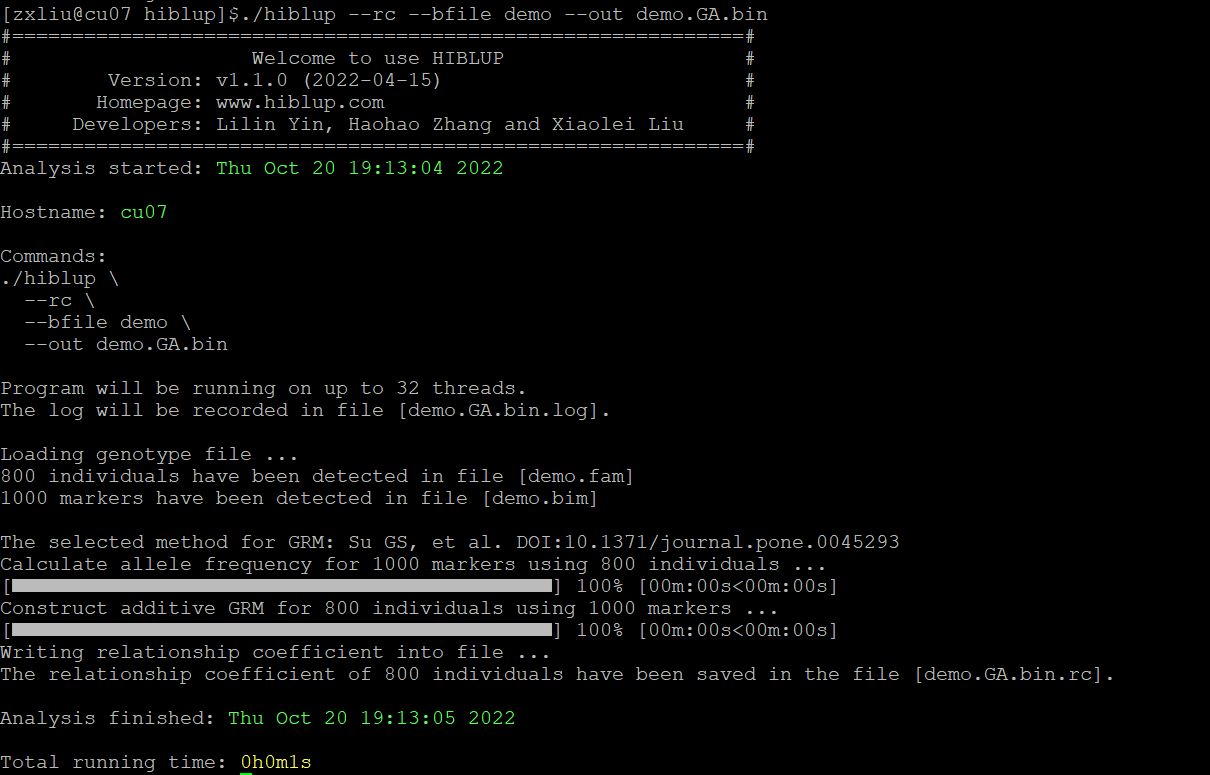 [zxliu@cu07 hiblup]$./hiblup --rc --bfile demo --out demo.GA.bin
#=============================================================#
#                    Welcome to use HIBLUP                    #
#        Version: v1.1.0 (2022-04-15)                         #
#       Homepage: www.hiblup.com                              #
#     Developers: Lilin Yin, Haohao Zhang and Xiaolei Liu     #
#=============================================================#
Analysis started: Thu Oct 20 19:13:04 2022

Hostname: cu07

Commands:
./hiblup \
  --rc \
  --bfile demo \
  --out demo.GA.bin

Program will be running on up to 32 threads.
The log will be recorded in file [demo.GA.bin.log].

Loading genotype file ...
800 individuals have been detected in file [demo.fam]
1000 markers have been detected in file [demo.bim]

The selected method for GRM: Su GS, et al. DOI:10.1371/journal.pone.0045293
Calculate allele frequency for 1000 markers using 800 individuals ...
[] 100% [00m:00s<00m:00s]
Construct additive GRM for 800 individuals using 1000 markers ...
[] 100% [00m:00s<00m:00s]
Writing relationship coefficient into file ...
The relationship coefficient of 800 individuals have been saved in the file [demo.GA.bin.rc].

Analysis finished: Thu Oct 20 19:13:05 2022

Total running time: 0h0m1s